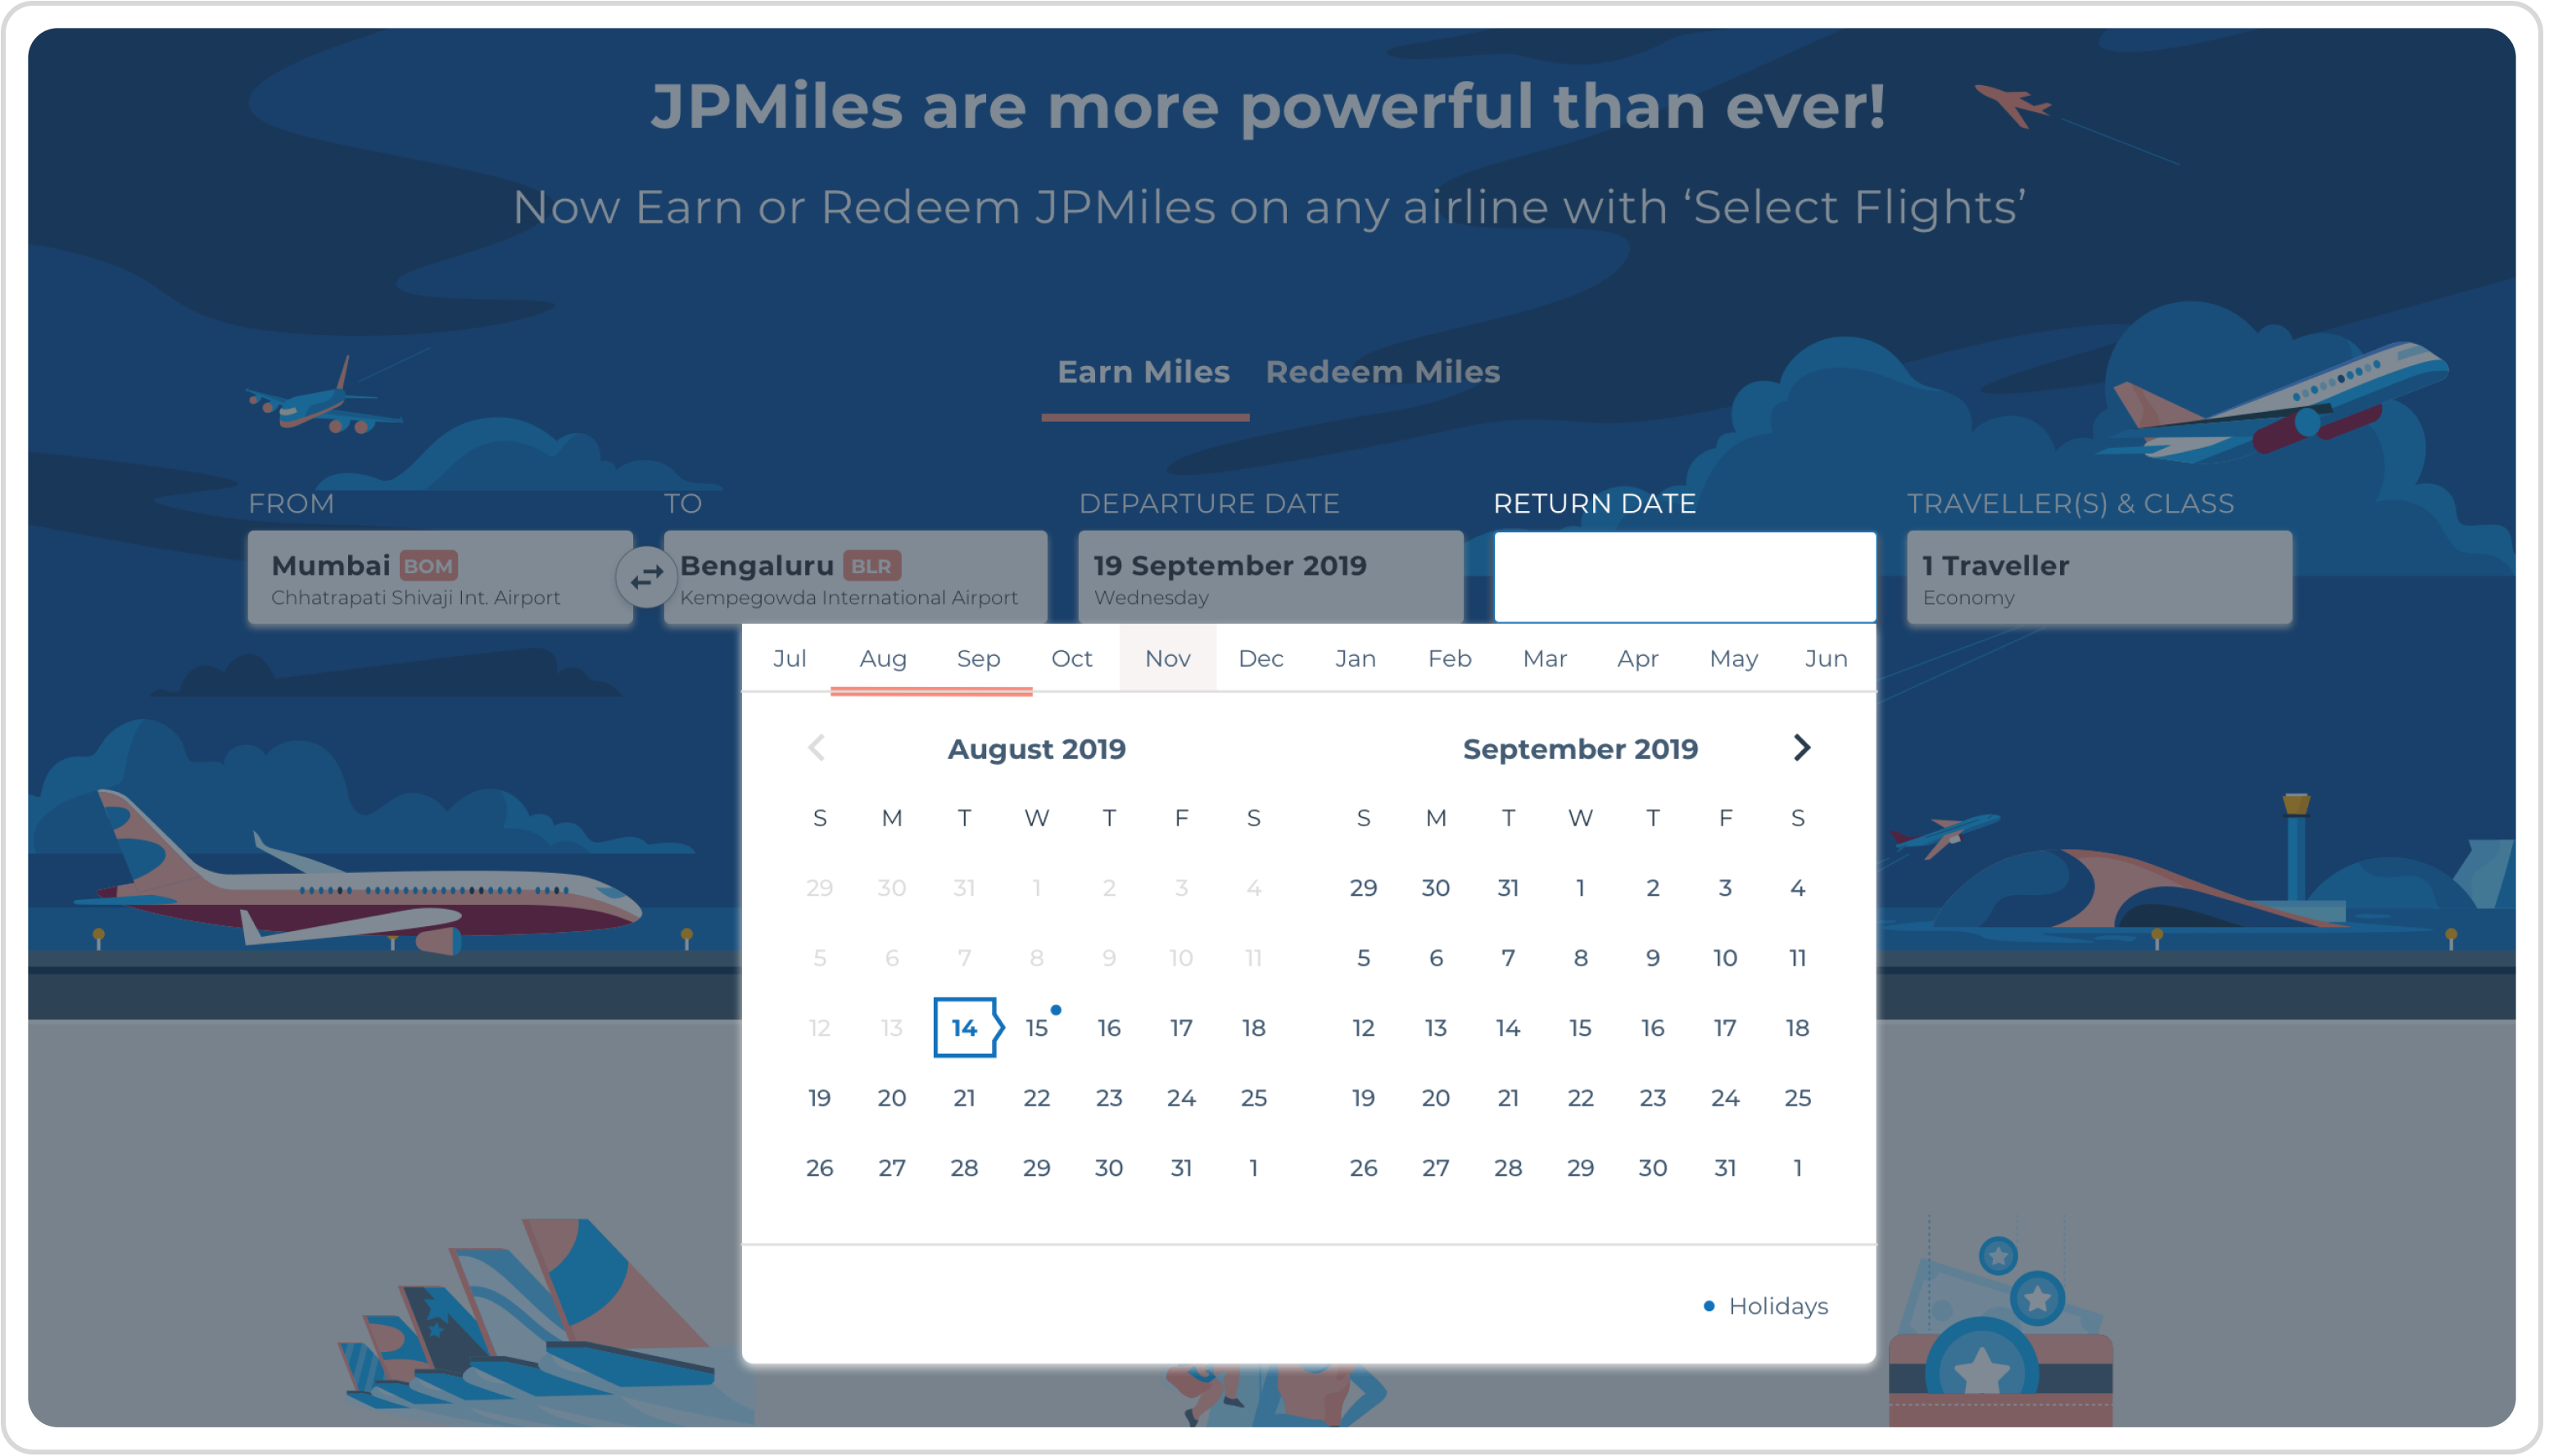 JPMiles are more powerful than ever!
Now Earn or Redeem JPMiles on any airline with ‘Select Flights’
Earn Miles Redeem Miles
FROM TO DEPARTURE DATE RETURN DATE TRAVELLER(S) & CLASS
Mumbai BOM Bengaluru BLR 19 September 2019 1 Traveller
Chhatrapati Shivaji Int. Airport Kempegowda International Airport Wednesday Economy
Jul Aug Sep Oct Nov Dec Jan Feb Mar Apr May Jun
August 2019 September 2019
S M T W T F S S M T W T F S
29 30 31 1 2 3 4 29 30 31 1 2 3 4
5 6 7 8 9 10 11 5 6 7 8 9 10 11
12 13 14 15 16 17 18 12 13 14 15 16 17 18
19 20 21 22 23 24 25 19 20 21 22 23 24 25
26 27 28 29 30 31 1 26 27 28 29 30 31 1
Holidays